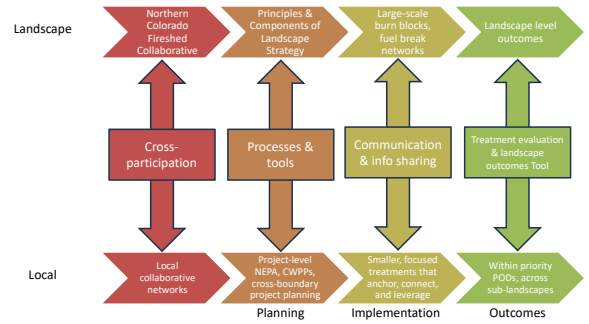 Landscape
Northern
Colorado
Fireshed
Collaborative
Principles &
Components of
Landscape
Strategy
Large-scale
burn blocks,
fuel break
networks
Landscape level
outcomes
Cross-
participation
Processes &
tools
Communication
& info sharing
Treatment evaluation
& landscape
outcomes Tool
Local
Local
collaborative
networks
Project-level
NEPA, CWPPs,
cross-boundary
project planning
Smaller, focused
treatments that
anchor, connect,
and leverage
Within priority
PODs, across
sub-landscapes
Planning
Implementation
Outcomes